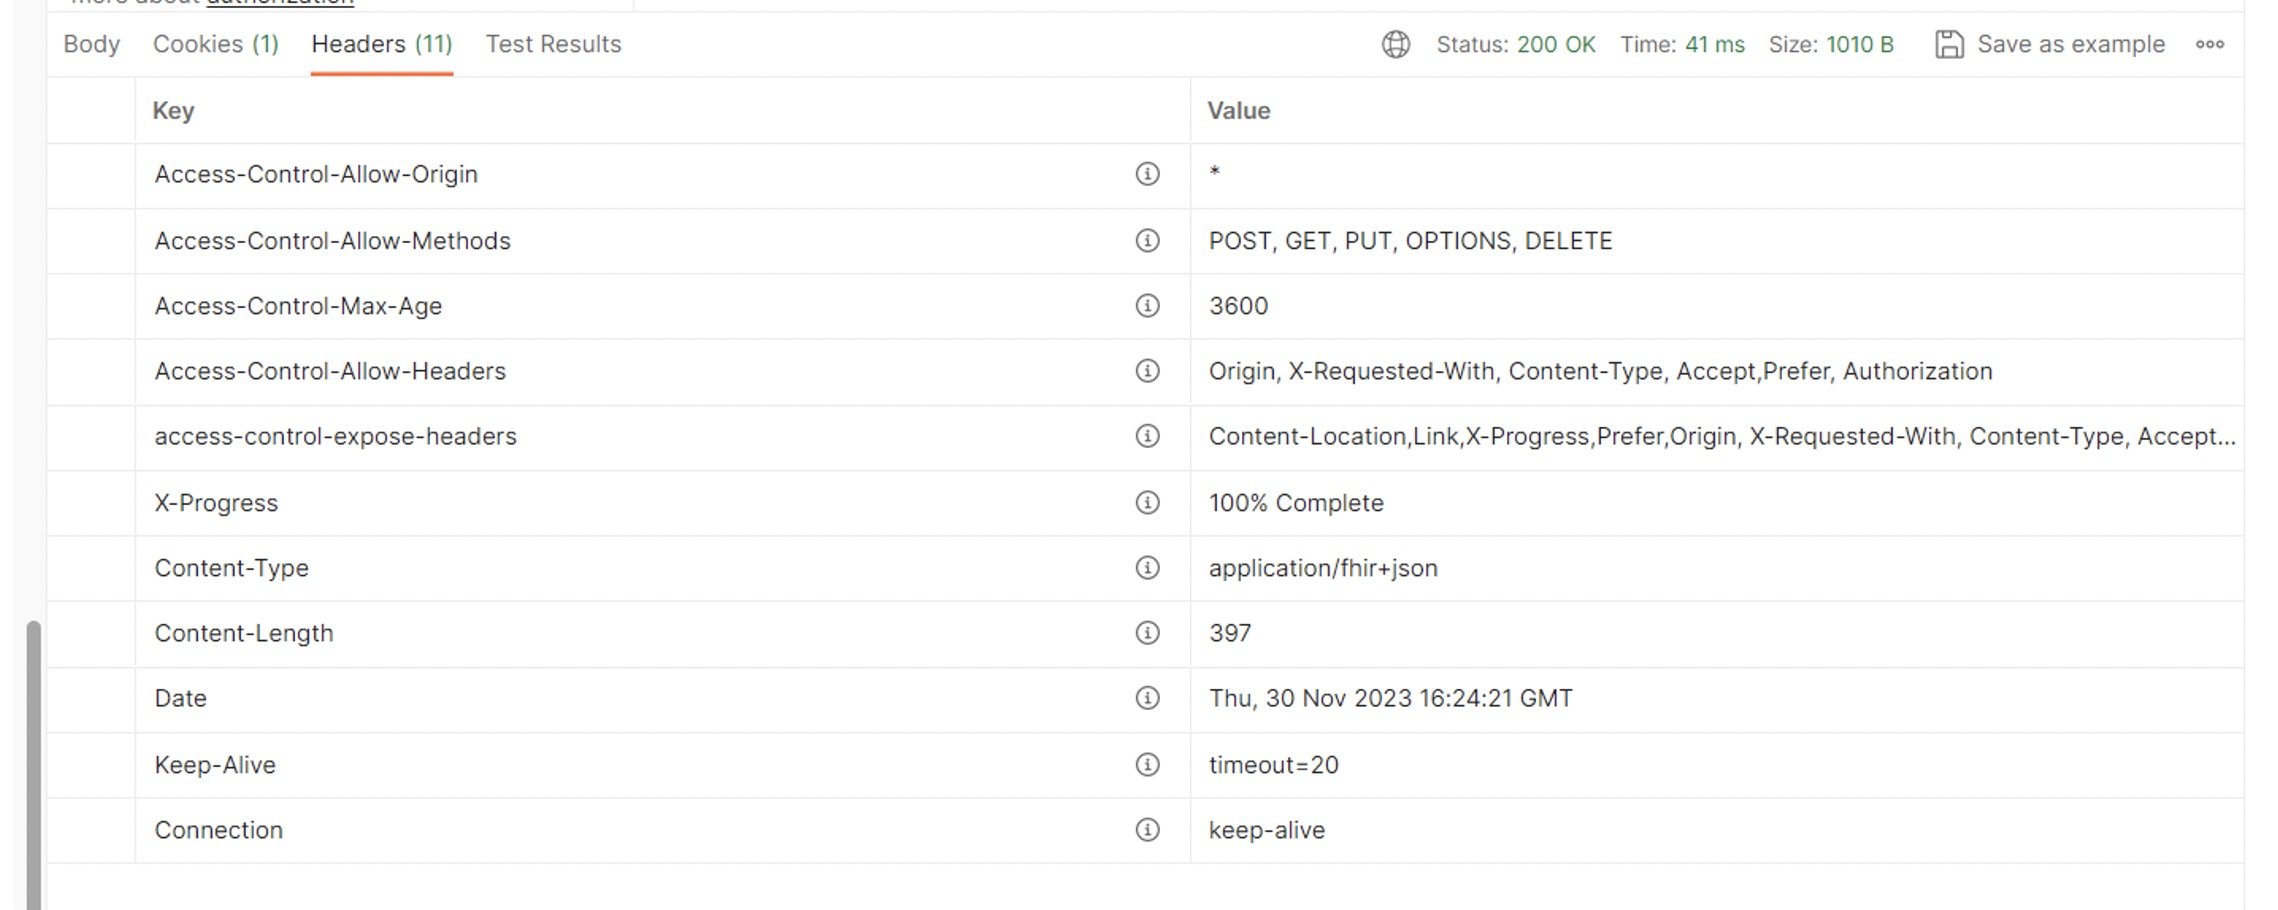 more about authorization
Body Cookies (1) Headers (11) Test Results Status: 200 OK Time: 41 ms Size: 1010 B Save as example
Key Value
Access-Control-Allow-Origin *
Access-Control-Allow-Methods POST, GET, PUT, OPTIONS, DELETE
Access-Control-Max-Age 3600
Access-Control-Allow-Headers Origin, X-Requested-With, Content-Type, Accept,Prefer, Authorization
access-control-expose-headers Content-Location,Link,X-Progress,Prefer,Origin, X-Requested-With, Content-Type, Accept...
X-Progress 100% Complete
Content-Type application/fhir+json
Content-Length 397
Date Thu, 30 Nov 2023 16:24:21 GMT
Keep-Alive timeout=20
Connection keep-alive